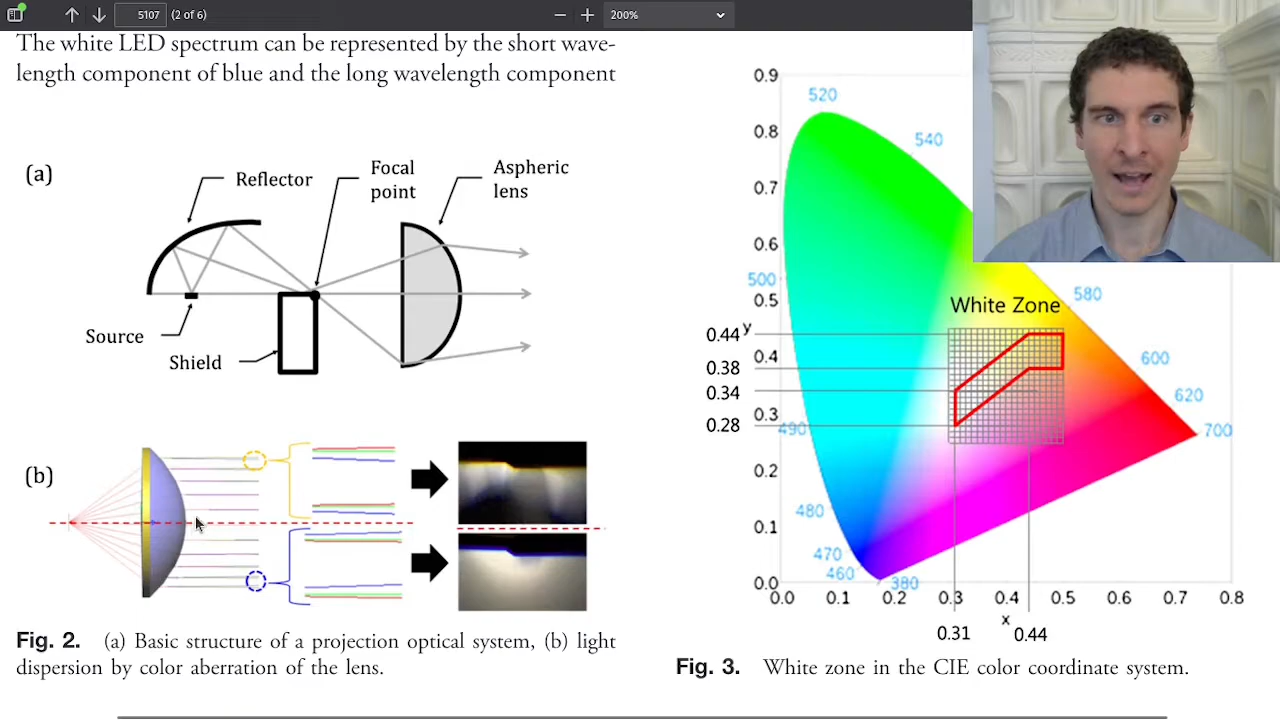 5107
(2 of 6)
200%
The white LED spectrum can be represented by the short wave-
length component of blue and the long wavelength component
(a)
Reflector
Focal
point
Aspheric
lens
Source
Shield
(b)
Fig. 2. (a) Basic structure of a projection optical system, (b) light
dispersion by color aberration of the lens.
0.9
0.8
0.7
0.6
0.5
0.4
0.3
0.2
0.1
0.0
y
0.44
0.38
0.34
0.28
520
540
500
580
600
620
700
490
480
470
460
380
White Zone
0.0 0.1 0.2 0.3 0.4 0.5 0.6 0.7 0.8
x
0.31
0.44
Fig. 3. White zone in the CIE color coordinate system.